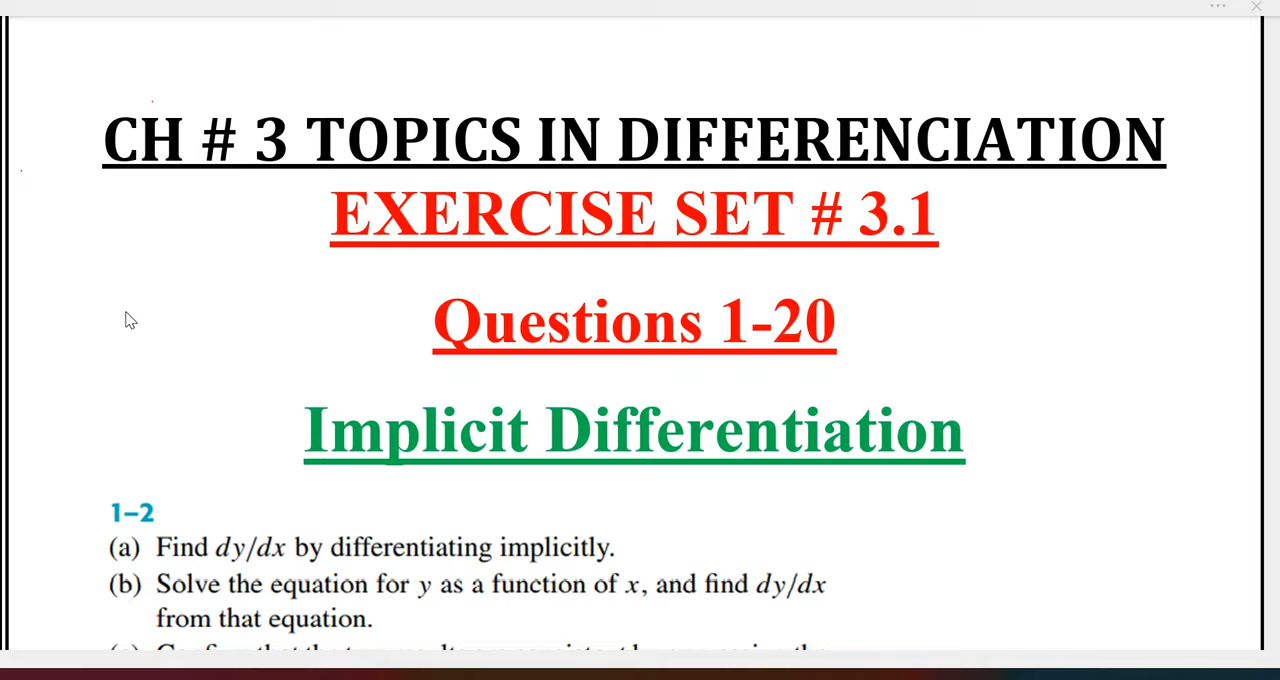 CH # 3 TOPICS IN DIFFERENCIATION
EXERCISE SET # 3.1
Questions 1-20
Implicit Differentiation
1–2
(a) Find dy/dx by differentiating implicitly.
(b) Solve the equation for y as a function of x, and find dy/dx
from that equation.